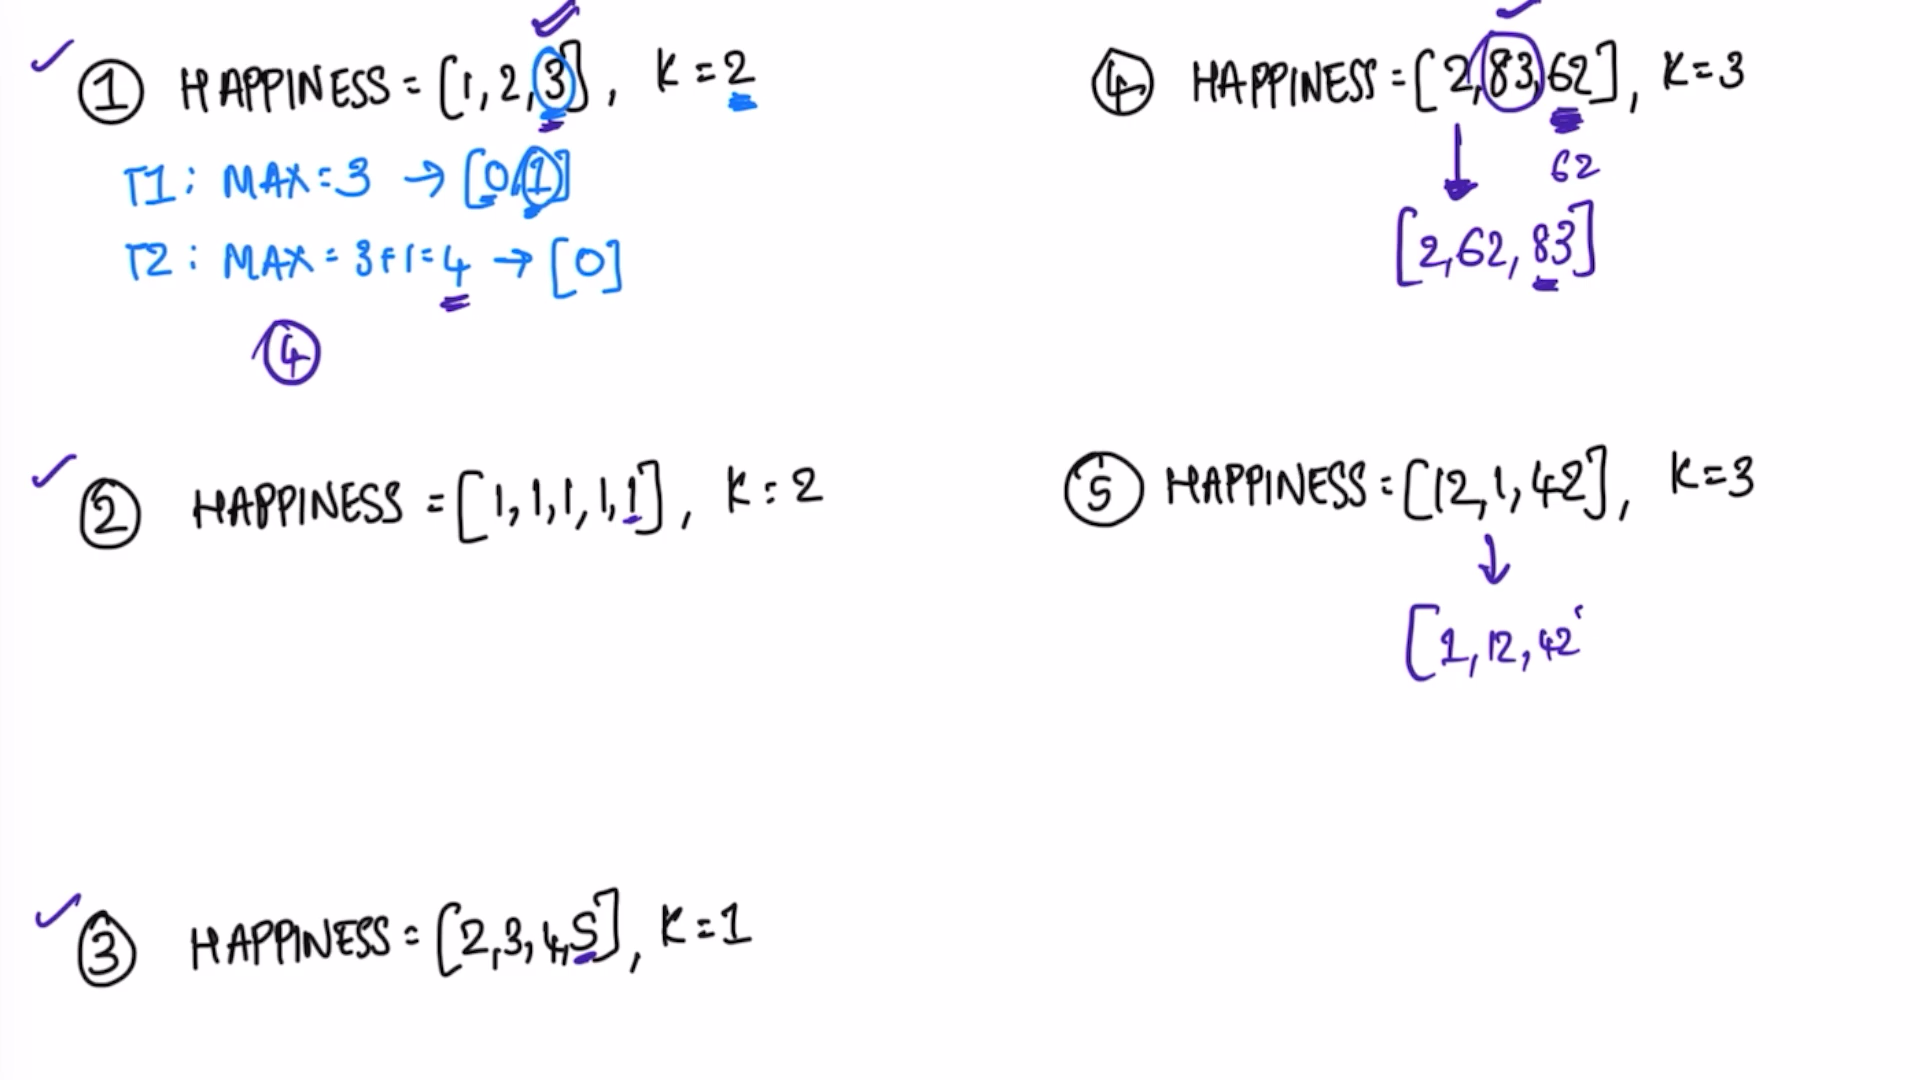 ① HAPPINESS = [1, 2, 3], K = 2
T1: MAX = 3 → [0, 1]
T2: MAX = 3+1 = 4 → [0]
④
② HAPPINESS = [1, 1, 1, 1, 1], K = 2
③ HAPPINESS = [2, 3, 4, 5], K = 1
④ HAPPINESS = [2, 83, 62], K = 3
62
[2, 62, 83]
⑤ HAPPINESS = [12, 1, 42], K = 3
[1, 12, 42